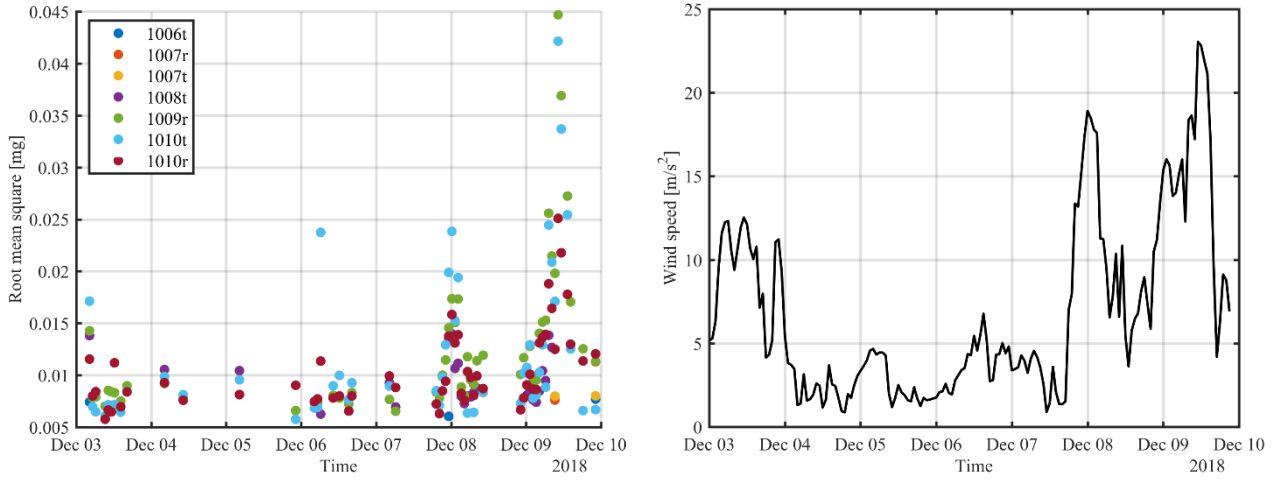 Root mean square [mg]
0.045
0.04
0.035
0.03
0.025
0.02
0.015
0.01
0.005
1006t
1007r
1007t
1008t
1009r
1010t
1010r
Dec 03 Dec 04 Dec 05 Dec 06 Dec 07 Dec 08 Dec 09 Dec 10
Time 2018
Wind speed [m/s²]
25
20
15
10
5
0
Dec 03 Dec 04 Dec 05 Dec 06 Dec 07 Dec 08 Dec 09 Dec 10
Time 2018